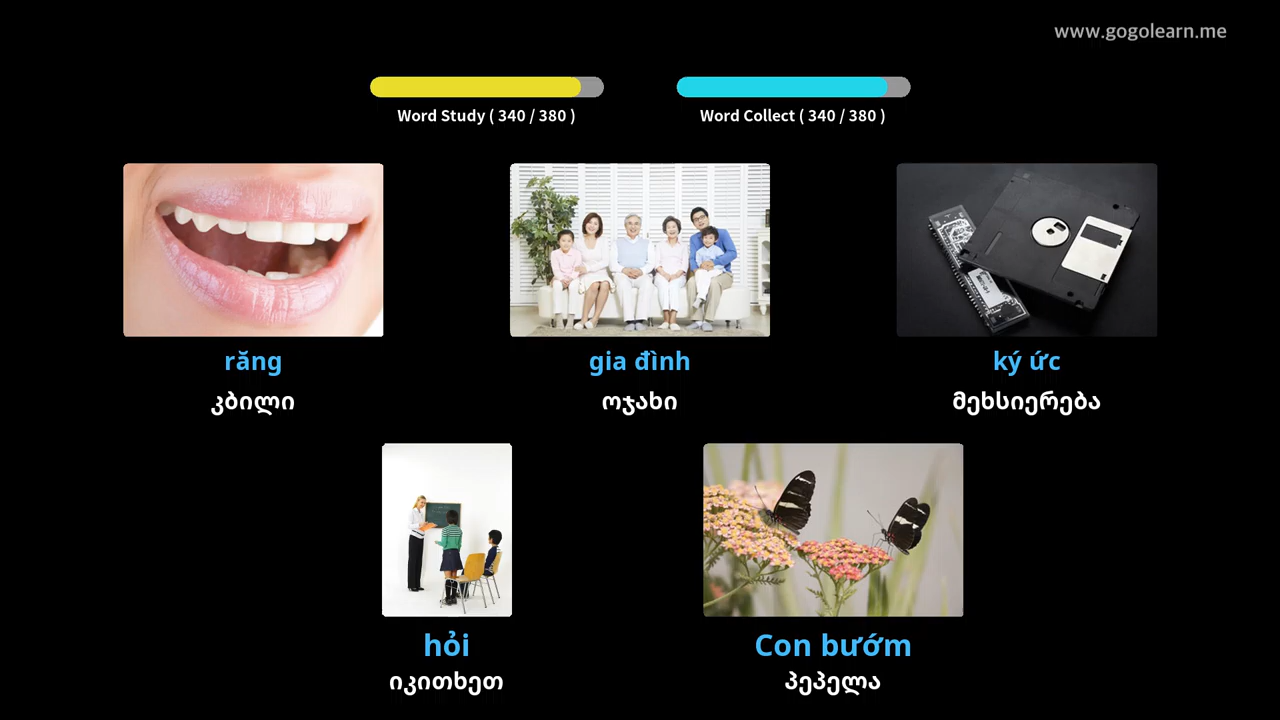 www.gogolearn.me
Word Study ( 340 / 380 )
Word Collect ( 340 / 380 )
răng
gia đình
ký ức
კბილი
ოჯახი
მეხსიერება
hỏi
Con bướm
იკითხეთ
პეპელა